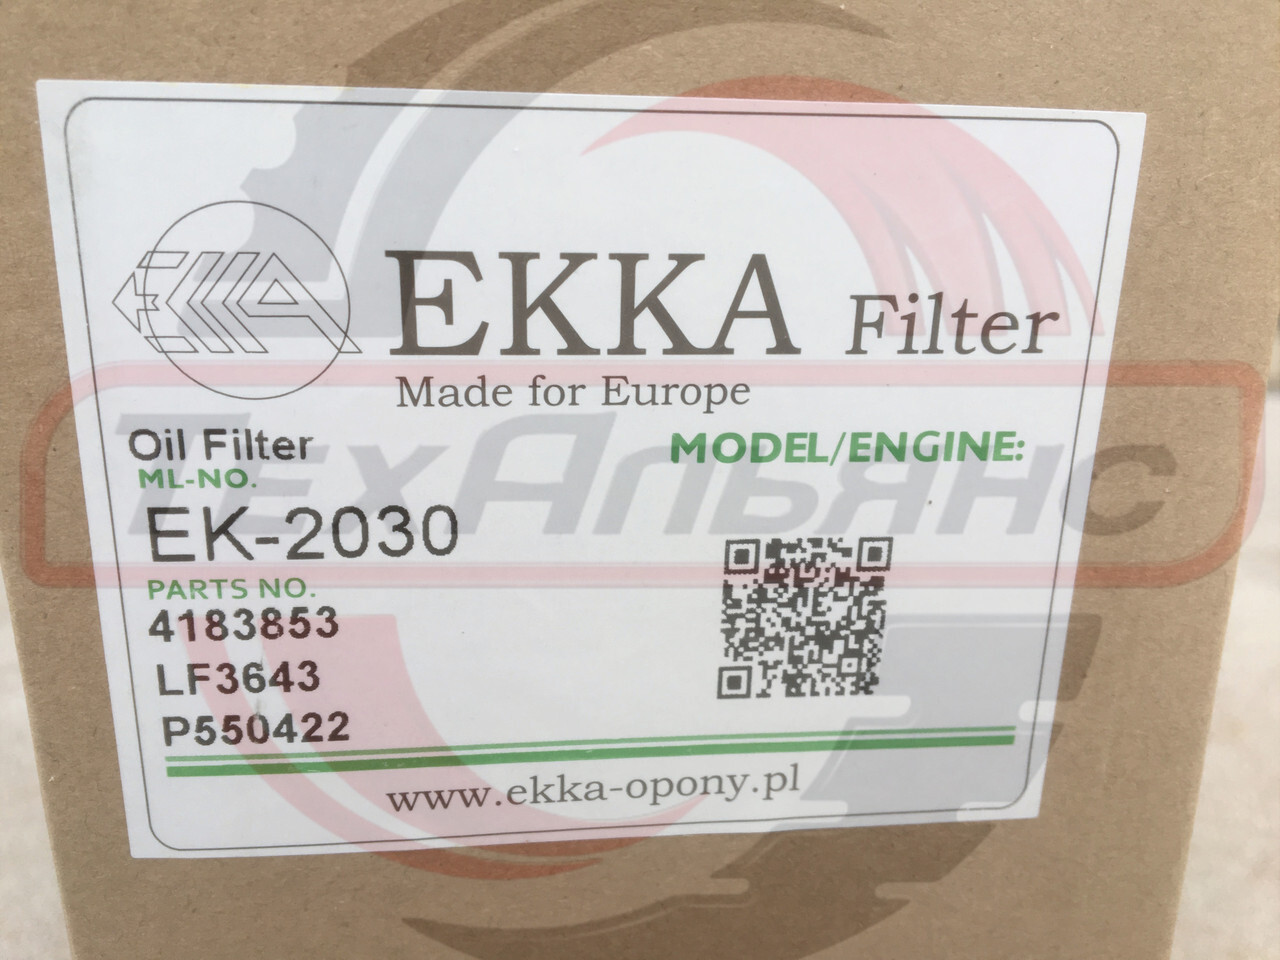 EKKA
EKKA Filter
Made for Europe
Oil Filter
MODEL/ENGINE:
ML-NO.
ТехАльянс
EK-2030
PARTS NO.
4183853
LF3643
P550422
www.ekka-opony.pl